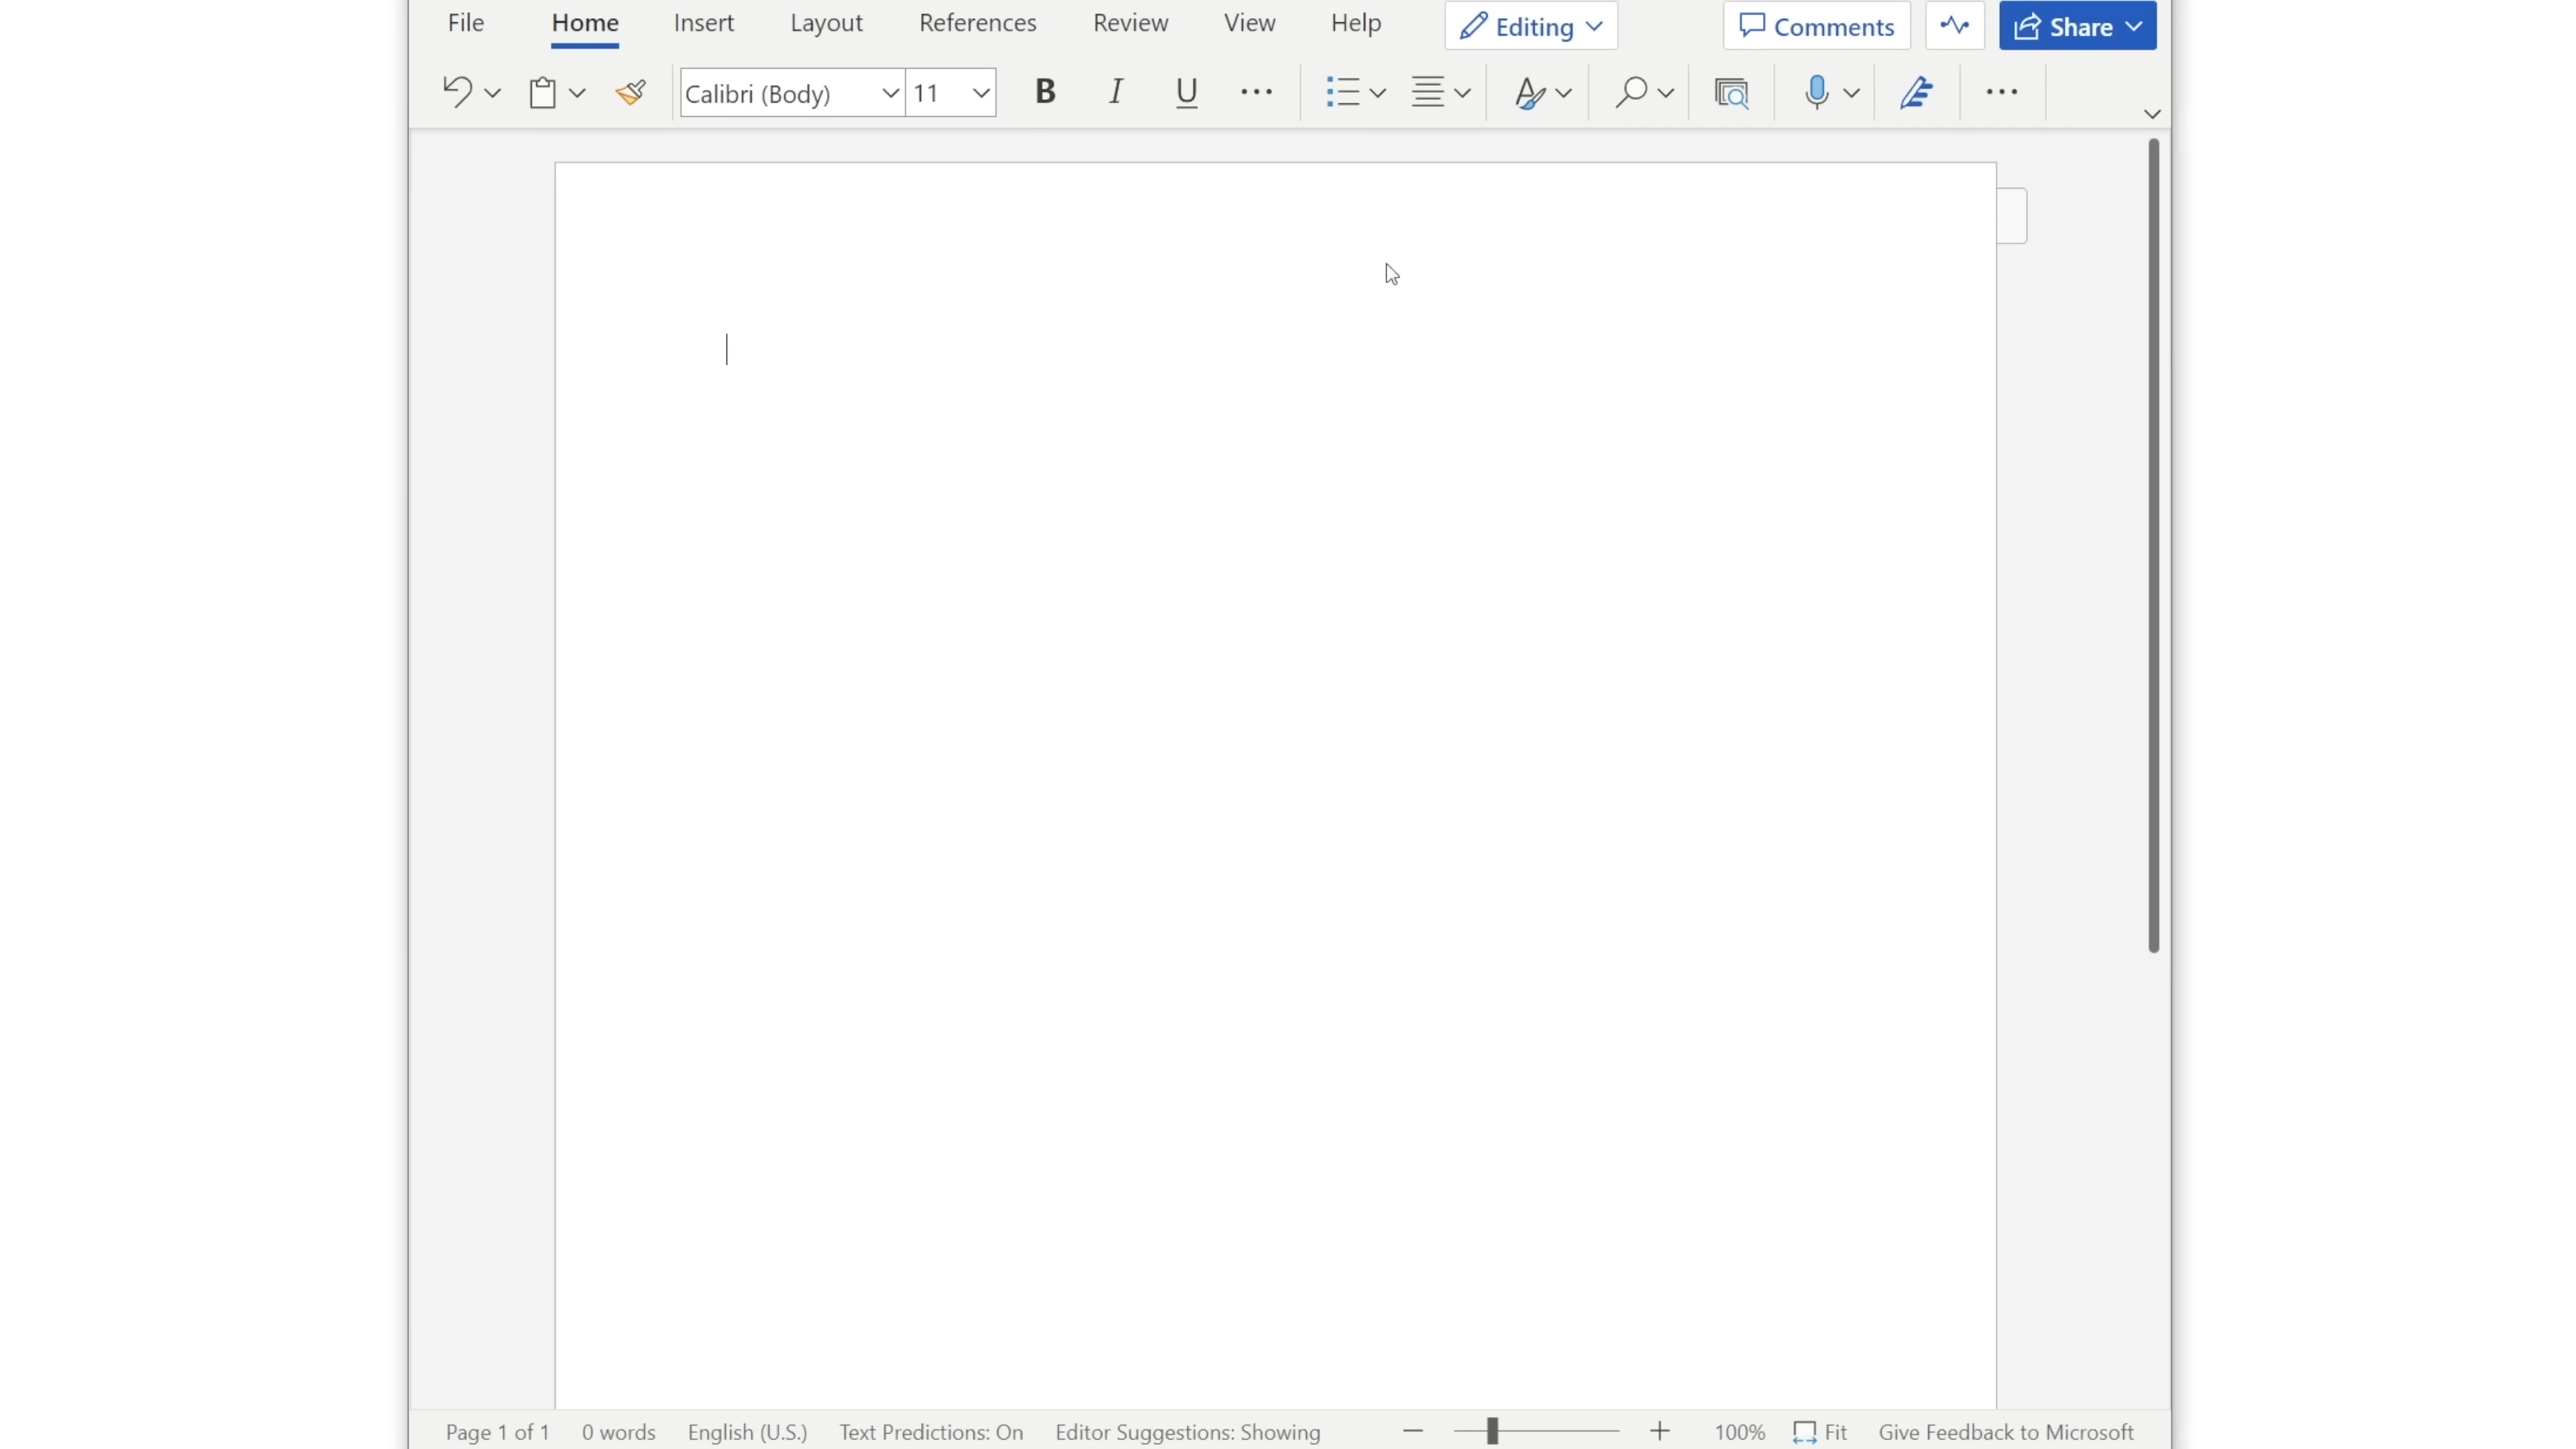 File Home Insert Layout References Review View Help Editing Comments Share
Calibri (Body) 11 B I U
Page 1 of 1 0 words English (U.S.) Text Predictions: On Editor Suggestions: Showing 100% Fit Give Feedback to Microsoft